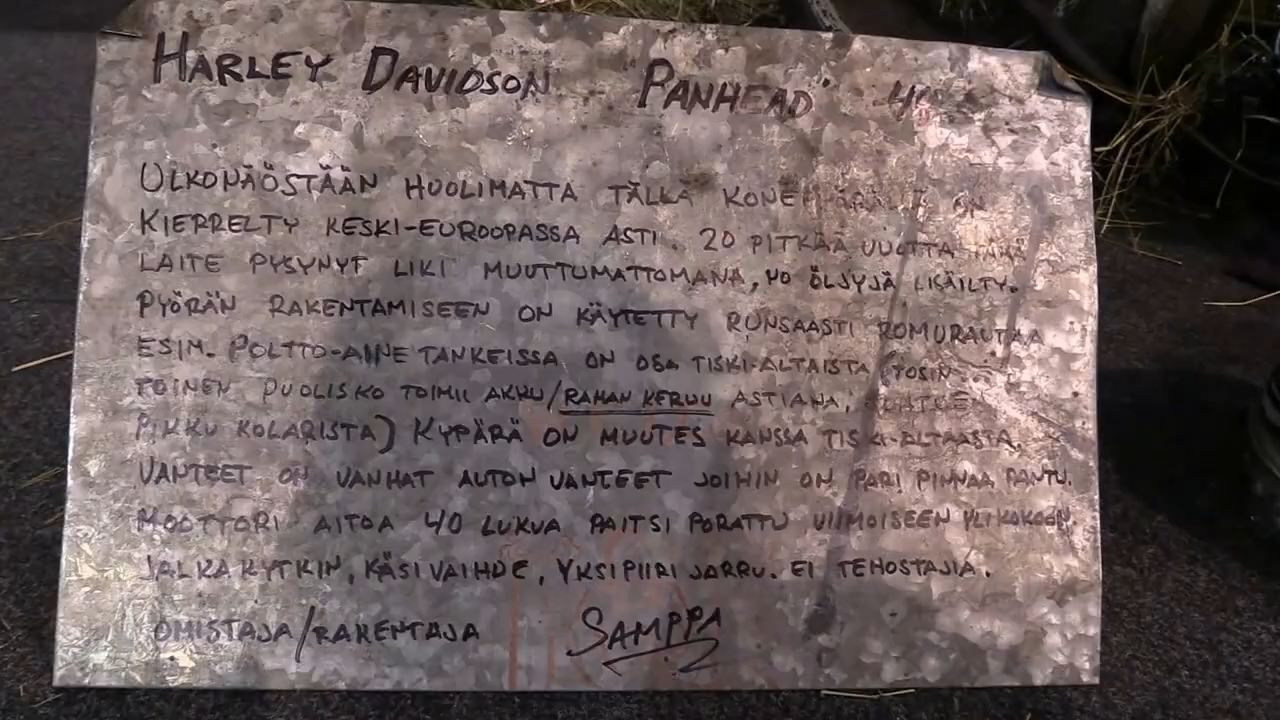 HARLEY DAVIDSON "PANHEAD"
ULKONÄÖSTÄÄN HUOLIMATTA TÄLLÄ ON
KIERRELTY KESKI-EUROOPASSA ASTI. 20 PITKÄÄ VUOTTA TÄMÄ
LAITE PYSYNYT LIKI MUUTTUMATTOMANA, NO ÖLJYJÄ LISÄILTY.
PYÖRÄN RAKENTAMISEEN ON KÄYTETTY RUNSAASTI ROMURAUTAA
ESIM. POLTTO-AINE TANKEISSA ON OSA TISKI-ALTAISTA (TOSIN
TOINEN PUOLISKO TOIMII AKKU/RAHAN KERUU ASTIANA,
PIKKU KOLARISTA) KYPÄRÄ ON MUUTES KANSSA TISKI-ALTAASTA.
VANTEET ON VANHAT AUTON VANTEET JOIHIN ON PARI PINNAA PANTU.
MOOTTORI AITOA 40 LUKUA PAITSI PORATTU VIIMOISEEN YLIKOKOON.
JALKAKYTKIN, KÄSIVAIHDE, YKSIPIIRI JARRU. EI TEHOSTAJIA.
OMISTAJA/RAKENTAJA SAMPPA